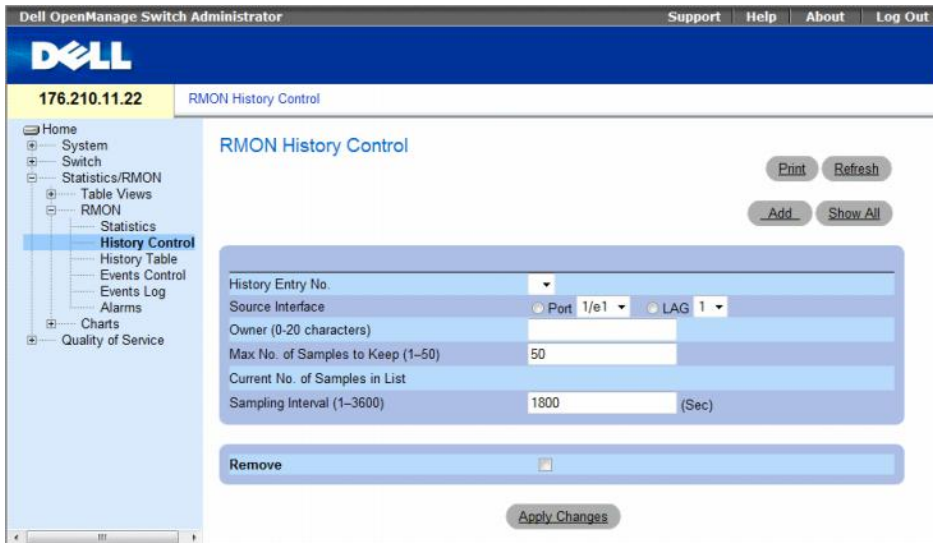 Dell OpenManage Switch Administrator
Support Help About Log Out
DELL
176.210.11.22
RMON History Control
Home
System
Switch
Statistics/RMON
Table Views
RMON
Statistics
History Control
History Table
Events Control
Events Log
Alarms
Charts
Quality of Service
RMON History Control
Print Refresh
Add Show All
History Entry No.
Source Interface Port 1/e1 LAG 1
Owner (0-20 characters)
Max No. of Samples to Keep (1–50) 50
Current No. of Samples in List
Sampling Interval (1–3600) 1800 (Sec)
Remove
Apply Changes